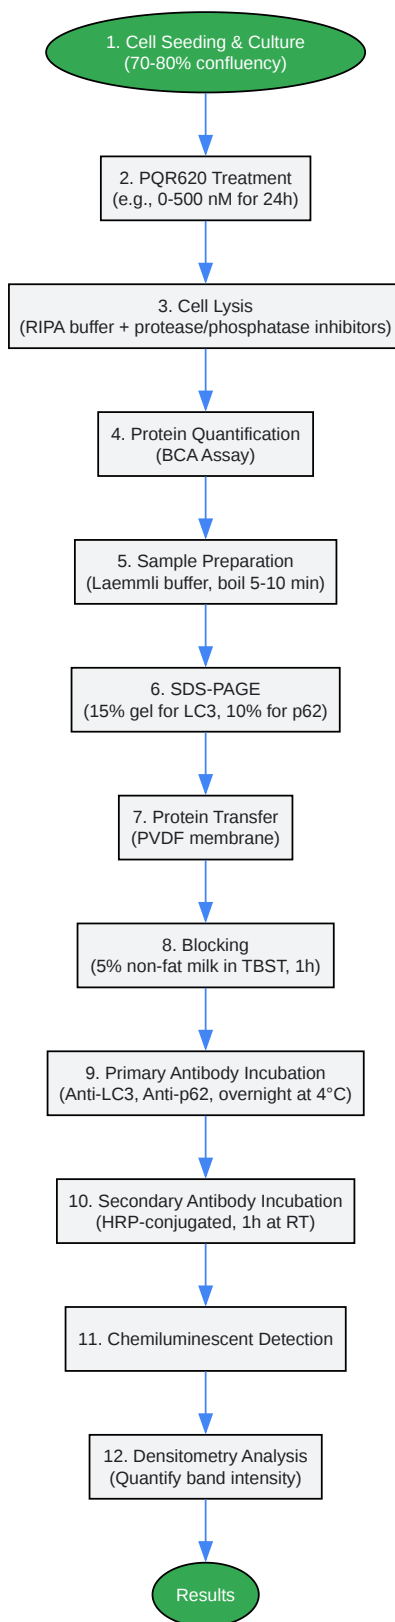 1. Cell Seeding & Culture
(70-80% confluency)
2. PQR620 Treatment
(e.g., 0-500 nM for 24h)
3. Cell Lysis
(RIPA buffer + protease/phosphatase inhibitors)
4. Protein Quantification
(BCA Assay)
5. Sample Preparation
(Laemmli buffer, boil 5-10 min)
6. SDS-PAGE
(15% gel for LC3, 10% for p62)
7. Protein Transfer
(PVDF membrane)
8. Blocking
(5% non-fat milk in TBST, 1h)
9. Primary Antibody Incubation
(Anti-LC3, Anti-p62, overnight at 4°C)
10. Secondary Antibody Incubation
(HRP-conjugated, 1h at RT)
11. Chemiluminescent Detection
12. Densitometry Analysis
(Quantify band intensity)
Results